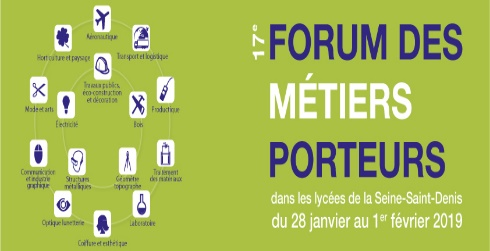 Aéronautique
Horticulture et paysage
Transport et logistique
Travaux publics,
éco-construction
et décoration
Mode et arts
Productique
Électricité
Bois
Communication
et industrie
graphique
Structures
métalliques
Géomètre
topographe
Traitement
des matériaux
Optique lunetterie
Laboratoire
Coiffure et esthétique
17e
FORUM DES
MÉTIERS
PORTEURS
dans les lycées de la Seine-Saint-Denis
du 28 janvier au 1er février 2019